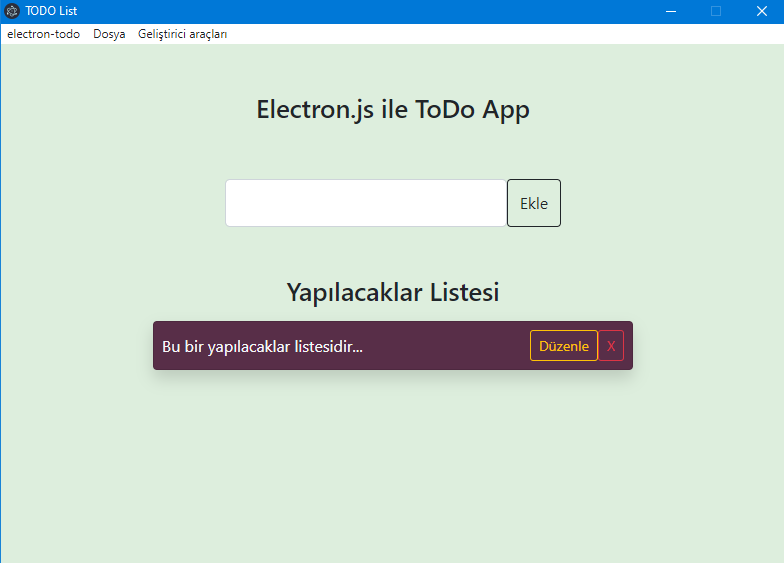 TODO List
electron-todo Dosya Geliştirici araçları
Electron.js ile ToDo App
Ekle
Yapılacaklar Listesi
Bu bir yapılacaklar listesidir... Düzenle X